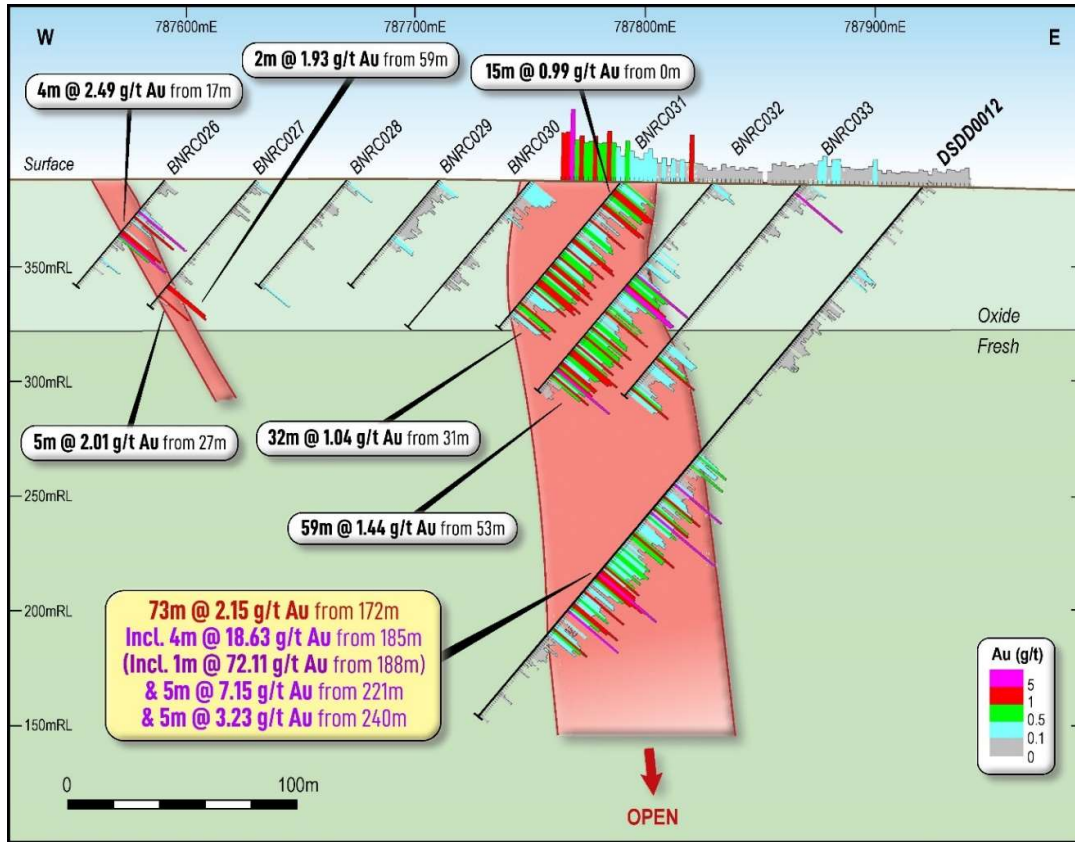 W
787600mE
787700mE
787800mE
787900mE
E
2m @ 1.93 g/t Au from 59m
15m @ 0.99 g/t Au from 0m
4m @ 2.49 g/t Au from 17m
BNRC026
BNRC027
BNRC028
BNRC029
BNRC030
BNRC031
BNRC032
BNRC033
DSDD0012
Surface
350mRL
Oxide
Fresh
300mRL
5m @ 2.01 g/t Au from 27m
32m @ 1.04 g/t Au from 31m
250mRL
59m @ 1.44 g/t Au from 53m
200mRL
73m @ 2.15 g/t Au from 172m
Incl. 4m @ 18.63 g/t Au from 185m
(Incl. 1m @ 72.11 g/t Au from 188m)
& 5m @ 7.15 g/t Au from 221m
& 5m @ 3.23 g/t Au from 240m
150mRL
Au (g/t)
5
1
0.5
0.1
0
0
100m
OPEN